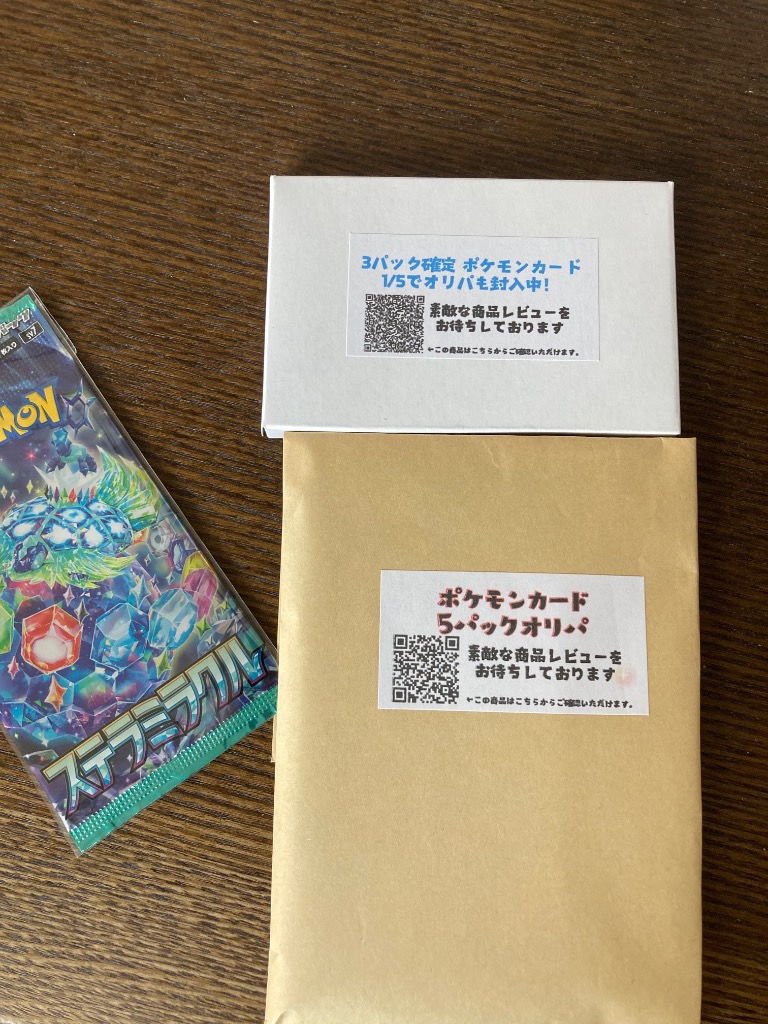 3パック確定 ポケモンカード
1/5でオリパも封入中!
素敵な商品レビューを
お待ちしております
←この商品はこちらからご確認いただけます。
枚入り SV7
MON
ステラミラクル
ポケモンカード
5パックオリパ
素敵な商品レビューを
お待ちしております
←この商品はこちらからご確認いただけます。